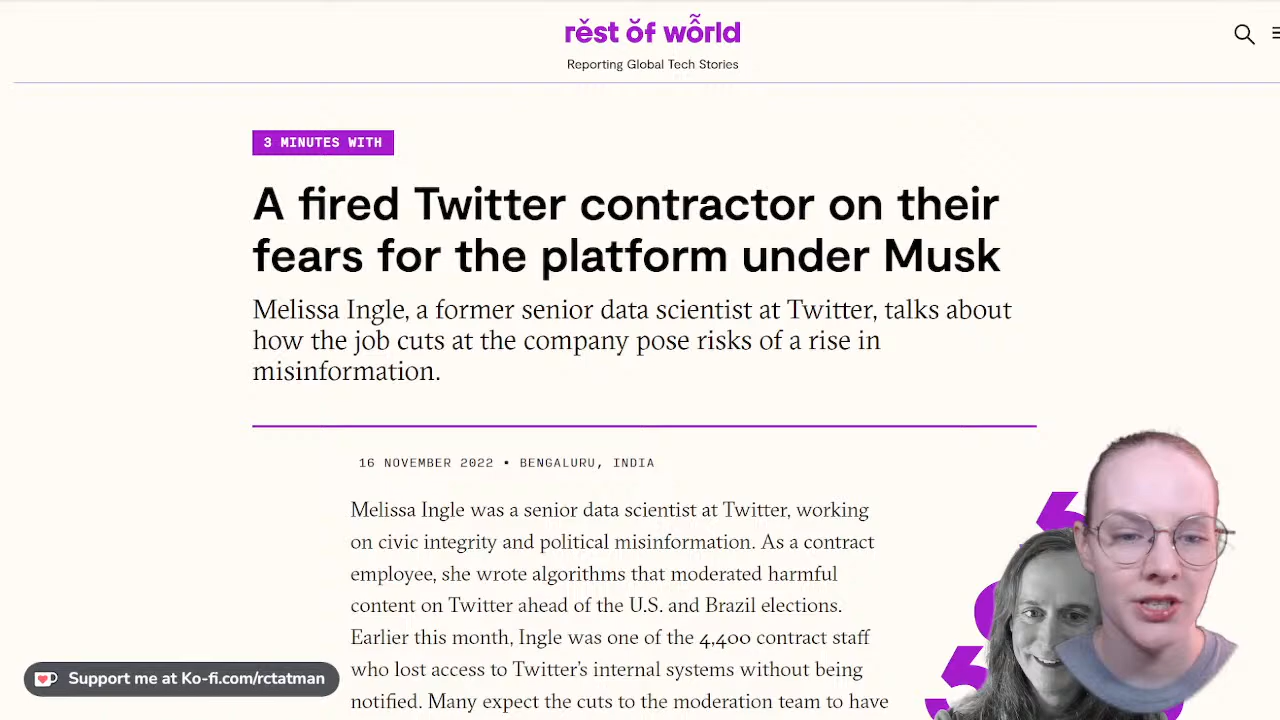 rěst ŏf wȭrld
Reporting Global Tech Stories
3 MINUTES WITH
A fired Twitter contractor on their
fears for the platform under Musk
Melissa Ingle, a former senior data scientist at Twitter, talks about
how the job cuts at the company pose risks of a rise in
misinformation.
16 NOVEMBER 2022 • BENGALURU, INDIA
Melissa Ingle was a senior data scientist at Twitter, working
on civic integrity and political misinformation. As a contract
employee, she wrote algorithms that moderated harmful
content on Twitter ahead of the U.S. and Brazil elections.
Earlier this month, Ingle was one of the 4,400 contract staff
who lost access to Twitter’s internal systems without being
notified. Many expect the cuts to the moderation team to have
Support me at Ko-fi.com/rctatman